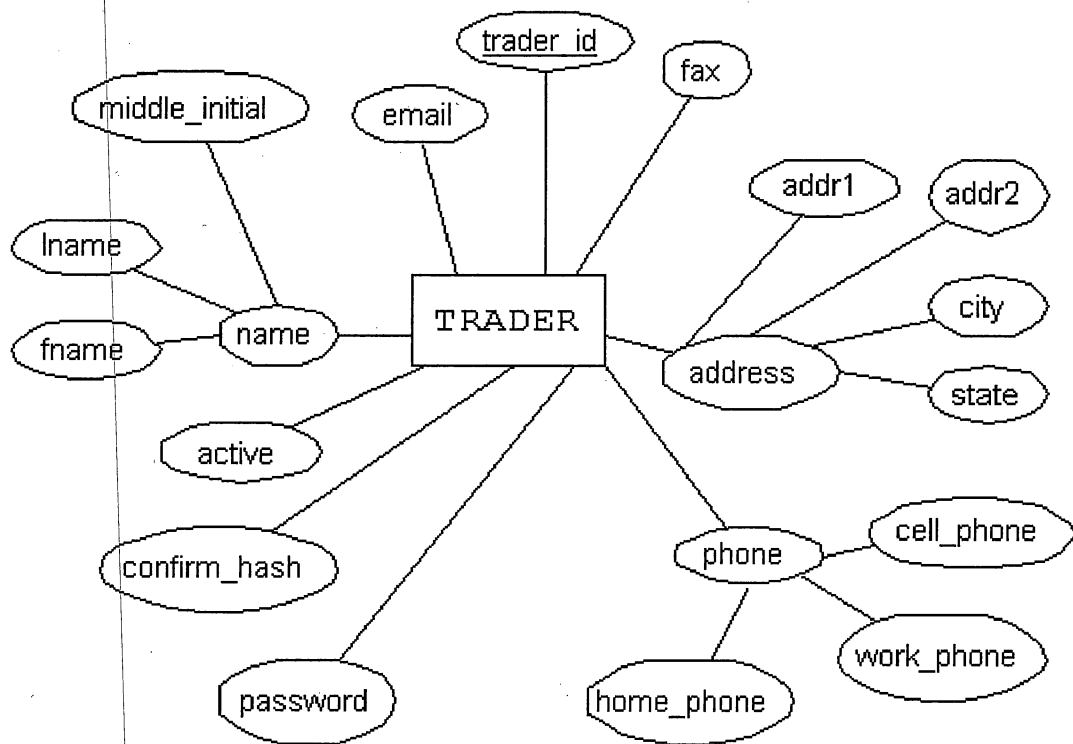 trader_id
fax
middle_initial
email
addr1
addr2
lname
city
TRADER
name
fname
address
state
active
cell_phone
phone
confirm_hash
work_phone
password
home_phone